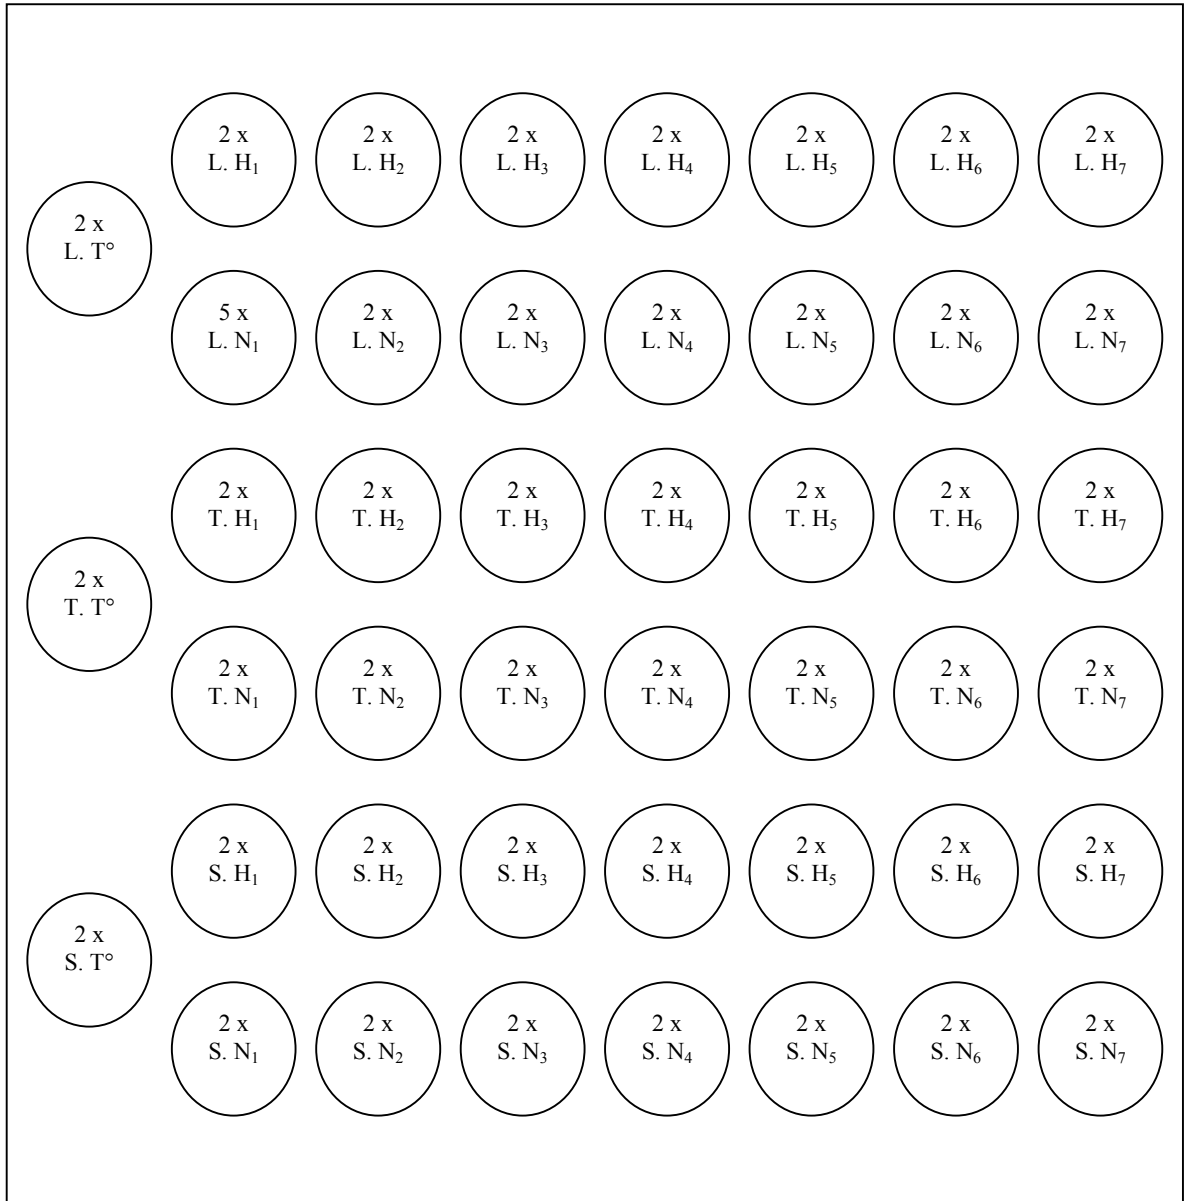 2 x
L. H₁
2 x
L. H₂
2 x
L. H₃
2 x
L. H₄
2 x
L. H₅
2 x
L. H₆
2 x
L. H₇
2 x
L. T°
5 x
L. N₁
2 x
L. N₂
2 x
L. N₃
2 x
L. N₄
2 x
L. N₅
2 x
L. N₆
2 x
L. N₇
2 x
T. H₁
2 x
T. H₂
2 x
T. H₃
2 x
T. H₄
2 x
T. H₅
2 x
T. H₆
2 x
T. H₇
2 x
T. T°
2 x
T. N₁
2 x
T. N₂
2 x
T. N₃
2 x
T. N₄
2 x
T. N₅
2 x
T. N₆
2 x
T. N₇
2 x
S. H₁
2 x
S. H₂
2 x
S. H₃
2 x
S. H₄
2 x
S. H₅
2 x
S. H₆
2 x
S. H₇
2 x
S. T°
2 x
S. N₁
2 x
S. N₂
2 x
S. N₃
2 x
S. N₄
2 x
S. N₅
2 x
S. N₆
2 x
S. N₇